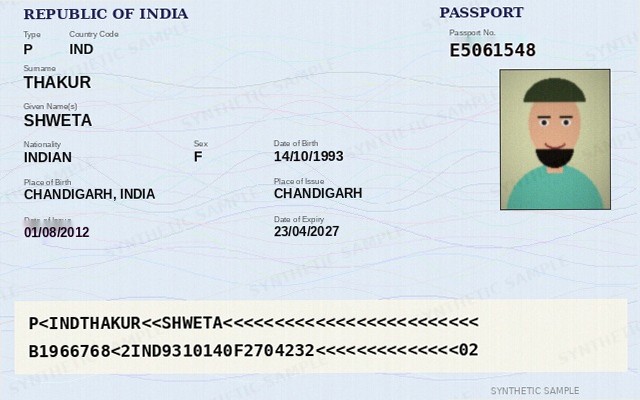 REPUBLIC OF INDIA PASSPORT
Type Country Code Passport No.
P IND E5061548
Surname
THAKUR
Given Name(s)
SHWETA
Nationality Sex Date of Birth
INDIAN F 14/10/1993
Place of Birth Place of Issue
CHANDIGARH, INDIA CHANDIGARH
Date of Issue Date of Expiry
01/08/2012 23/04/2027
P<INDTHAKUR<<SHWETA<<<<<<<<<<<<<<<<<<<<<<<<<
B1966768<2IND9310140F2704232<<<<<<<<<<<<<<02
SYNTHETIC SAMPLE